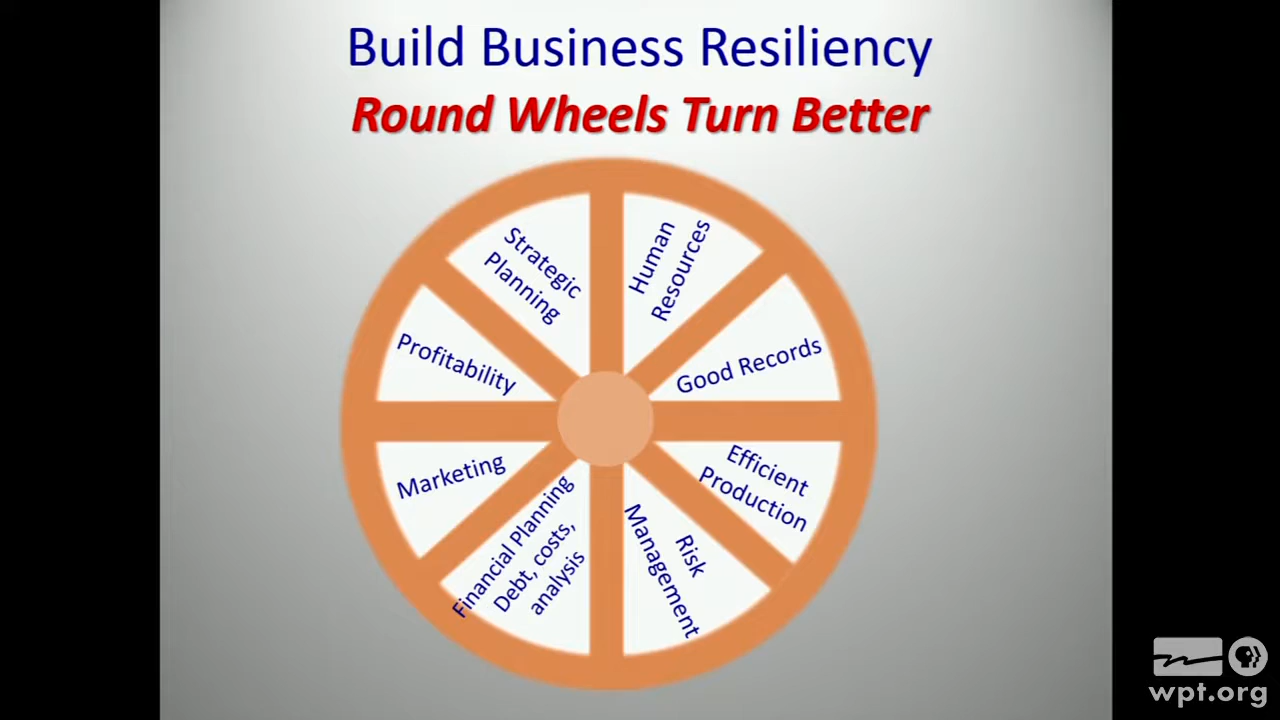 Build Business Resiliency
Round Wheels Turn Better
Strategic
Planning
Human
Resources
Profitability
Good Records
Marketing
Efficient
Production
Financial Planning
Debt, costs,
analysis
Risk
Management
wpt.org